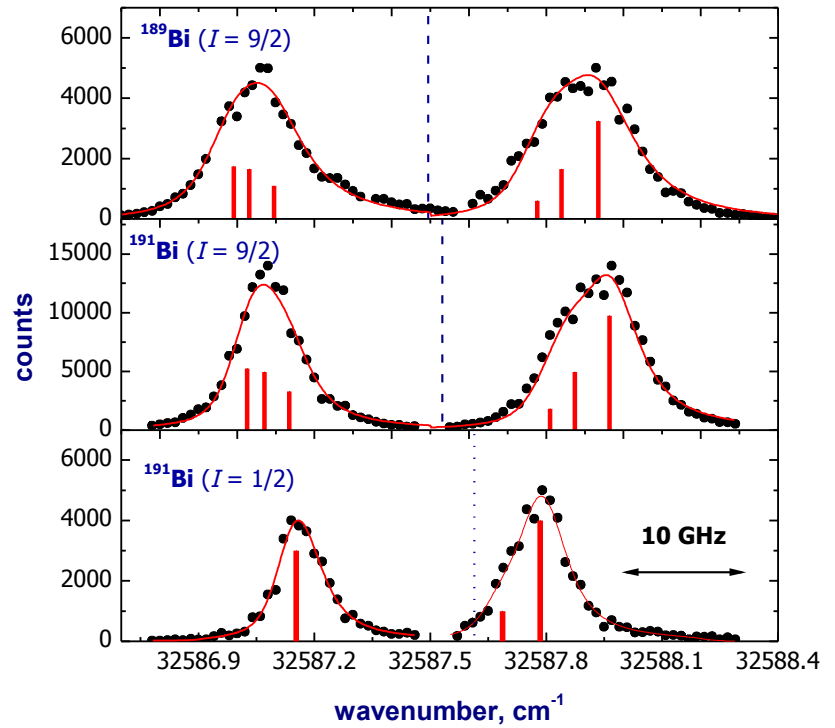 6000
4000
2000
0
¹⁸⁹Bi (I = 9/2)
15000
10000
5000
0
¹⁹¹Bi (I = 9/2)
counts
6000
4000
2000
0
¹⁹¹Bi (I = 1/2)
10 GHz
32586.9 32587.2 32587.5 32587.8 32588.1 32588.4
wavenumber, cm⁻¹